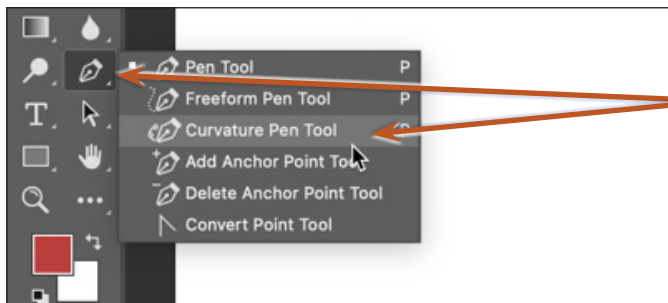 Pen Tool P
Freeform Pen Tool P
Curvature Pen Tool P
Add Anchor Point Tool
Delete Anchor Point Tool
Convert Point Tool
T